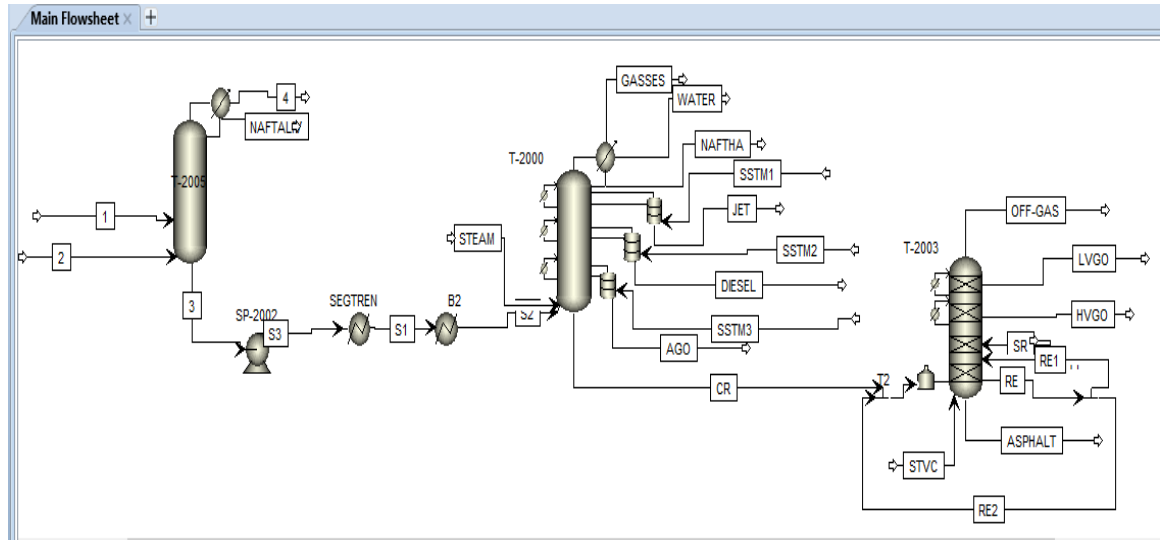 Main Flowsheet
GASSES
4
WATER
NAFTHA
T-2000
SSTM1
T-2005
JET
OFF-GAS
1
STEAM
SSTM2
T-2003
LVGO
2
DIESEL
3
SEGTREN
B2
S2
HVGO
SP-2002
S3
S1
SSTM3
SR
AGO
RE1
CR
T2
RE
ASPHALT
STVC
RE2